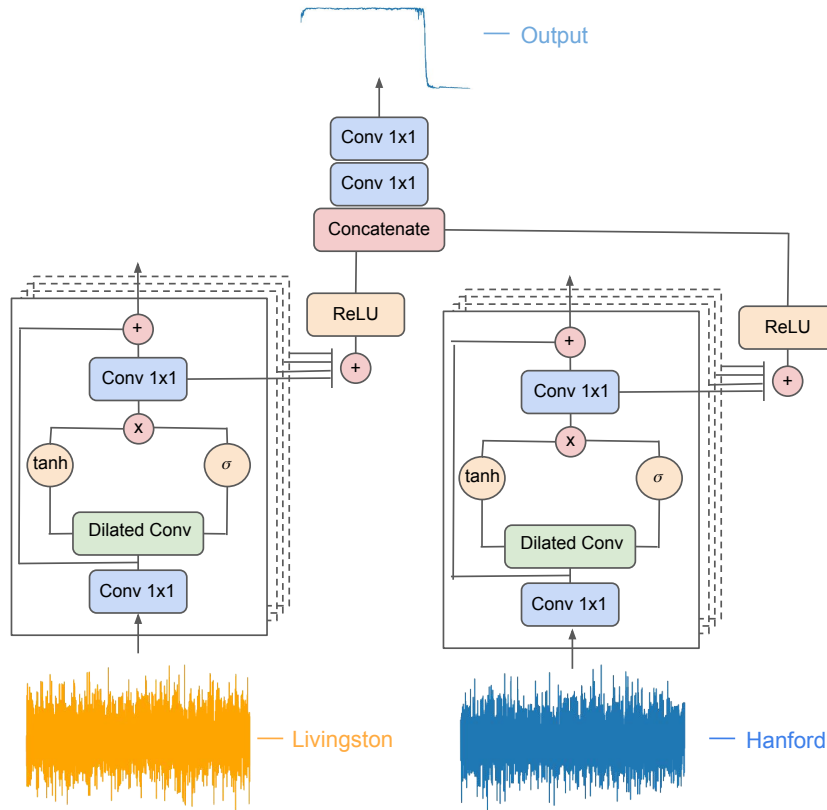 Output
Conv 1x1
Conv 1x1
Concatenate
ReLU
+
Conv 1x1
+
x
tanh
σ
Dilated Conv
Conv 1x1
Livingston
ReLU
+
Conv 1x1
+
x
tanh
σ
Dilated Conv
Conv 1x1
Hanford